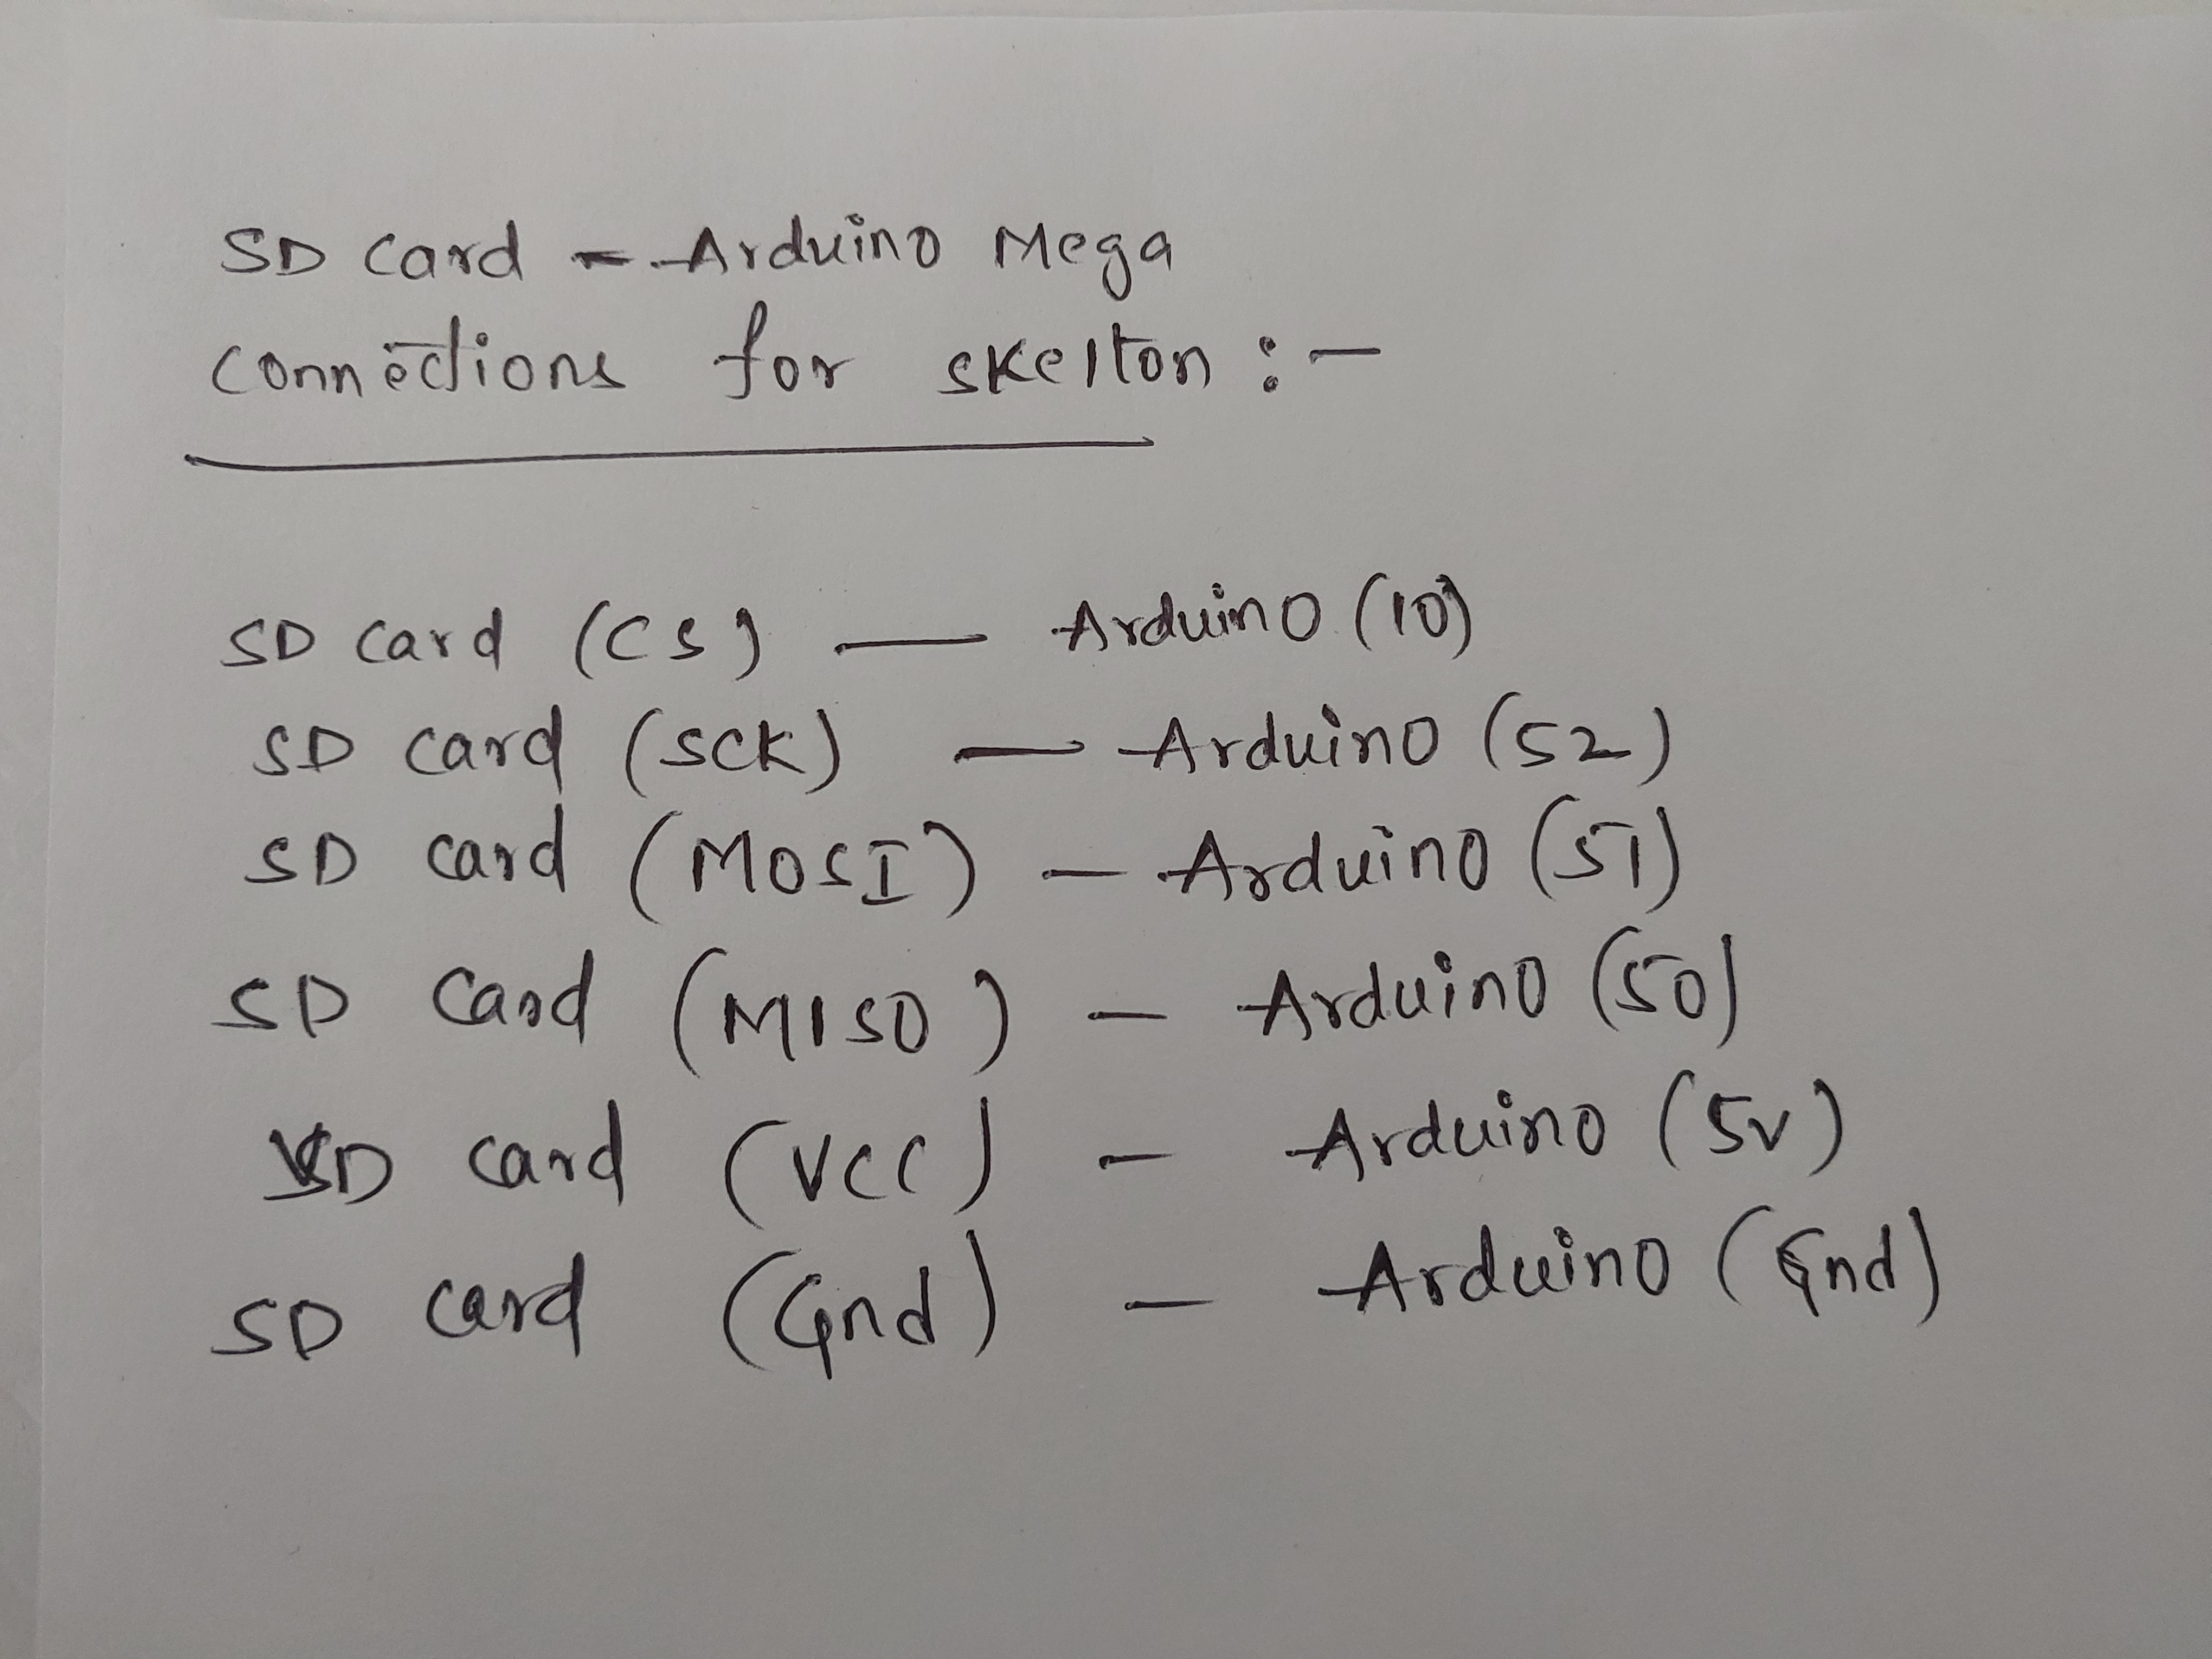 SD card - Arduino Mega
Connections for skelton :-
SD card (CS) — Arduino (10)
SD card (SCK) — Arduino (52)
SD card (MOSI) — Arduino (51)
SD card (MISO) — Arduino (50)
SD card (VCC) — Arduino (5V)
SD card (Gnd) — Arduino (Gnd)